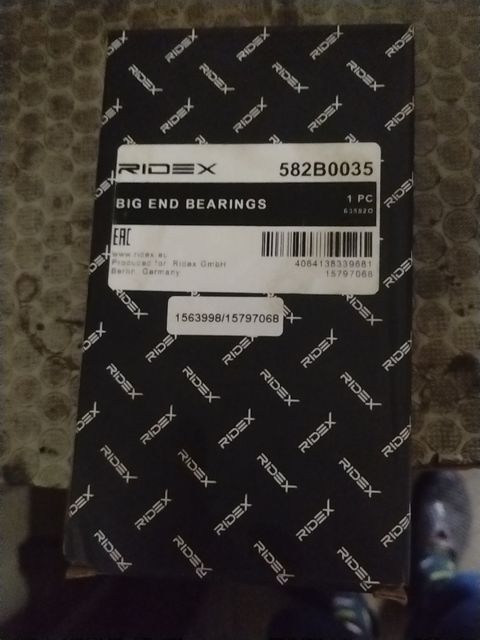 RIDEX 582B0035
BIG END BEARINGS 1 PC
63582O
EAC
www.ridex.eu
Produced for: Ridex GmbH
Berlin, Germany
4064138339681
15797068
1563998/15797068